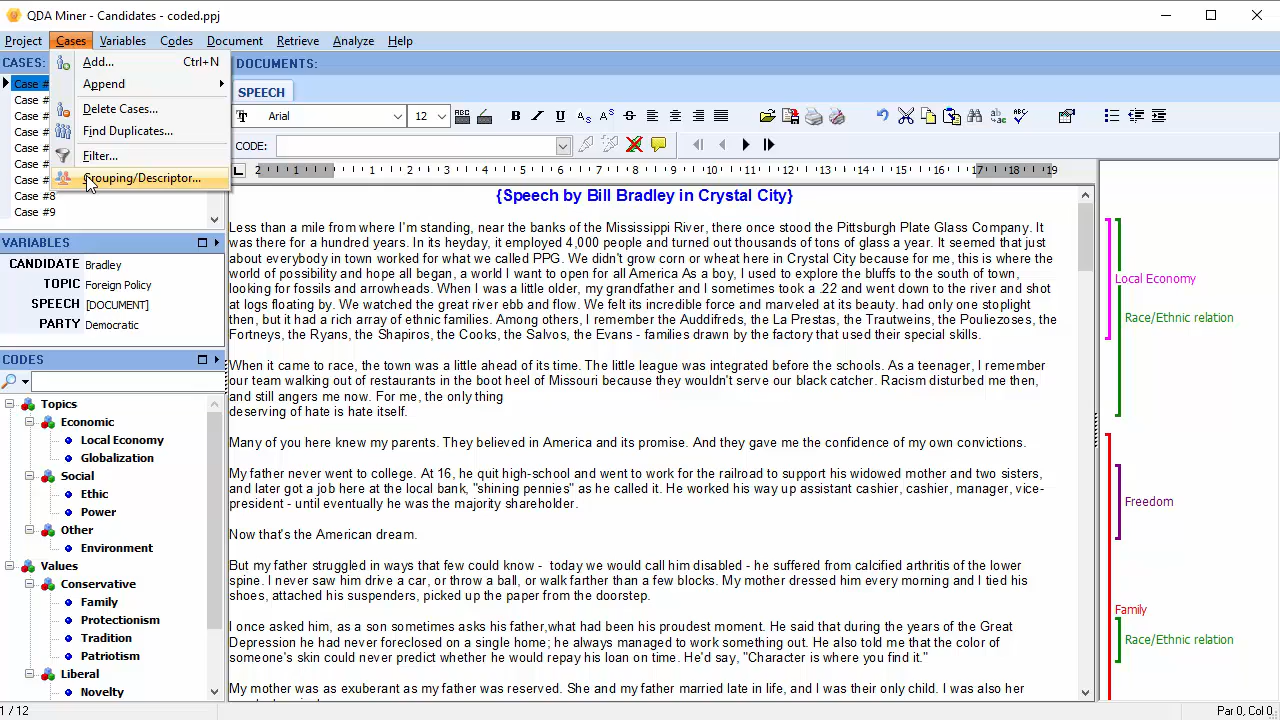 QDA Miner - Candidates - coded.ppj
Project Cases Variables Codes Document Retrieve Analyze Help
CASES:
Case #
Case #
Case #
Case #
Case #
Case #
Case #
Case #8
Case #9
Add... Ctrl+N
Append
Delete Cases...
Find Duplicates...
Filter...
Grouping/Descriptor...
VARIABLES
CANDIDATE Bradley
TOPIC Foreign Policy
SPEECH [DOCUMENT]
PARTY Democratic
CODES
Topics
Economic
Local Economy
Globalization
Social
Ethic
Power
Other
Environment
Values
Conservative
Family
Protectionism
Tradition
Patriotism
Liberal
Novelty
DOCUMENTS:
SPEECH
Arial 12
CODE:
2 1 1 2 3 4 5 6 7 8 9 10 11 12 13 14 15 16 17 18 19
{Speech by Bill Bradley in Crystal City}
Less than a mile from where I'm standing, near the banks of the Mississippi River, there once stood the Pittsburgh Plate Glass Company. It
was there for a hundred years. In its heyday, it employed 4,000 people and turned out thousands of tons of glass a year. It seemed that just
about everybody in town worked for what we called PPG. We didn't grow corn or wheat here in Crystal City because for me, this is where the
world of possibility and hope all began, a world I want to open for all America As a boy, I used to explore the bluffs to the south of town,
looking for fossils and arrowheads. When I was a little older, my grandfather and I sometimes took a .22 and went down to the river and shot
at logs floating by. We watched the great river ebb and flow. We felt its incredible force and marveled at its beauty. had only one stoplight
then, but it had a rich array of ethnic families. Among others, I remember the Auddifreds, the La Prestas, the Trautweins, the Pouliezoses, the
Fortneys, the Ryans, the Shapiros, the Cooks, the Salvos, the Evans - families drawn by the factory that used their special skills.
When it came to race, the town was a little ahead of its time. The little league was integrated before the schools. As a teenager, I remember
our team walking out of restaurants in the boot heel of Missouri because they wouldn't serve our black catcher. Racism disturbed me then,
and still angers me now. For me, the only thing
deserving of hate is hate itself.
Many of you here knew my parents. They believed in America and its promise. And they gave me the confidence of my own convictions.
My father never went to college. At 16, he quit high-school and went to work for the railroad to support his widowed mother and two sisters,
and later got a job here at the local bank, "shining pennies" as he called it. He worked his way up assistant cashier, cashier, manager, vice-
president - until eventually he was the majority shareholder.
Now that's the American dream.
But my father struggled in ways that few could know - today we would call him disabled - he suffered from calcified arthritis of the lower
spine. I never saw him drive a car, or throw a ball, or walk farther than a few blocks. My mother dressed him every morning and I tied his
shoes, attached his suspenders, picked up the paper from the doorstep.
I once asked him, as a son sometimes asks his father,what had been his proudest moment. He said that during the years of the Great
Depression he had never foreclosed on a single home; he always managed to work something out. He also told me that the color of
someone's skin could never predict whether he would repay his loan on time. He'd say, "Character is where you find it."
My mother was as exuberant as my father was reserved. She and my father married late in life, and I was their only child. I was also her
Local Economy
Race/Ethnic relation
Freedom
Family
Race/Ethnic relation
1 / 12
Par 0, Col 0